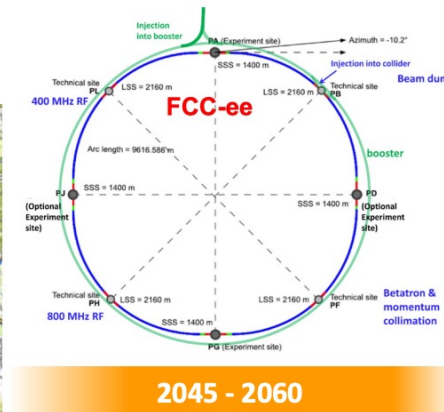 Injection
into booster
PA (Experiment site)
Azimuth = -10.2°
SSS = 1400 m
Injection into collider
Technical site
PL
LSS = 2160 m
LSS = 2160 m
Technical site
PB
Beam dum
400 MHz RF
FCC-ee
Arc length = 9616.586 m
booster
PJ
SSS = 1400 m
SSS = 1400 m
PD
(Optional
Experiment
site)
(Optional
Experiment
site)
Technical site
PH
LSS = 2160 m
LSS = 2160 m
Technical site
PF
Betatron &
momentum
collimation
800 MHz RF
SSS = 1400 m
PG (Experiment site)
2045 - 2060